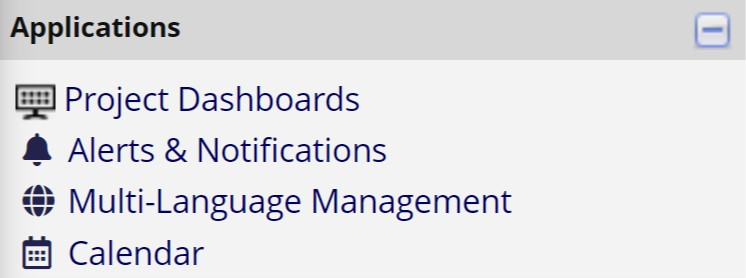 Applications
Project Dashboards
Alerts & Notifications
Multi-Language Management
Calendar